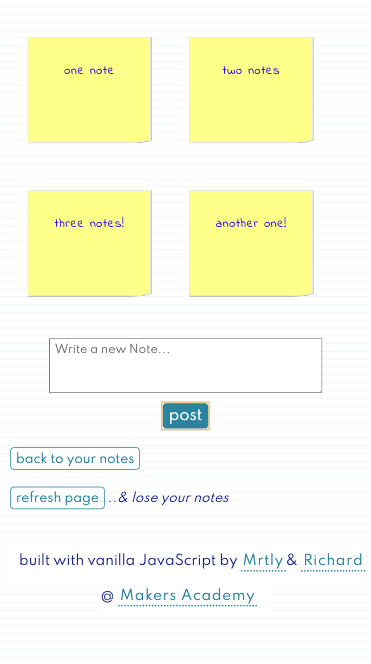 one note
two notes
three notes!
another one!
Write a new Note...
post
back to your notes
refresh page ..& lose your notes
built with vanilla JavaScript by Mrtly & Richard
@ Makers Academy